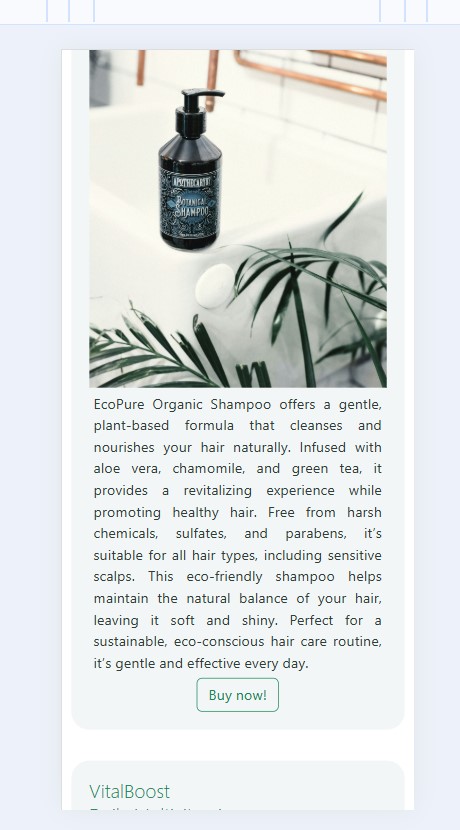 APOTHECARY
BOTANICAL
SHAMPOO
EcoPure Organic Shampoo offers a gentle,
plant-based formula that cleanses and
nourishes your hair naturally. Infused with
aloe vera, chamomile, and green tea, it
provides a revitalizing experience while
promoting healthy hair. Free from harsh
chemicals, sulfates, and parabens, it’s
suitable for all hair types, including sensitive
scalps. This eco-friendly shampoo helps
maintain the natural balance of your hair,
leaving it soft and shiny. Perfect for a
sustainable, eco-conscious hair care routine,
it’s gentle and effective every day.
Buy now!
VitalBoost